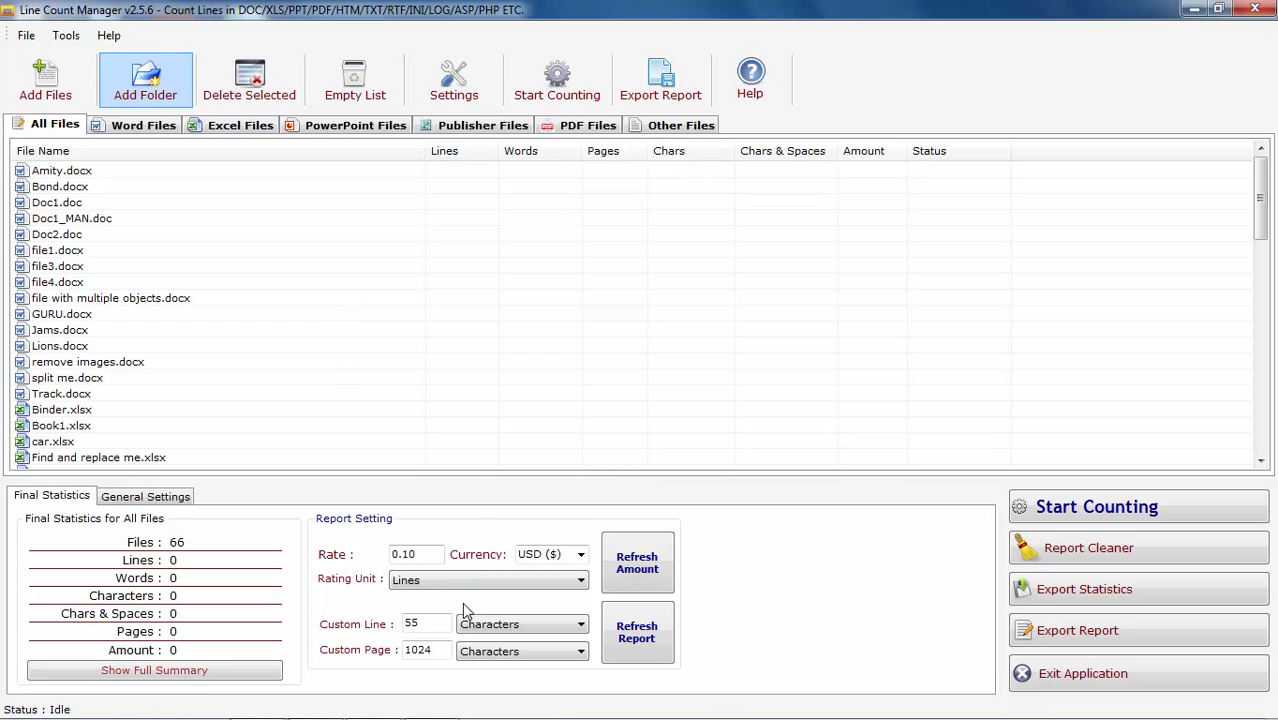 Line Count Manager v2.5.6 - Count Lines in DOC/XLS/PPT/PDF/HTM/TXT/RTF/INI/LOG/ASP/PHP ETC.
File Tools Help
Add Files Add Folder Delete Selected Empty List Settings Start Counting Export Report Help
All Files Word Files Excel Files PowerPoint Files Publisher Files PDF Files Other Files
File Name Lines Words Pages Chars Chars & Spaces Amount Status
Amity.docx
Bond.docx
Doc1.doc
Doc1_MAN.doc
Doc2.doc
file1.docx
file3.docx
file4.docx
file with multiple objects.docx
GURU.docx
Jams.docx
Lions.docx
remove images.docx
split me.docx
Track.docx
Binder.xlsx
Book1.xlsx
car.xlsx
Find and replace me.xlsx
Final Statistics General Settings
Final Statistics for All Files
Files : 66
Lines : 0
Words : 0
Characters : 0
Chars & Spaces : 0
Pages : 0
Amount : 0
Show Full Summary
Report Setting
Rate : 0.10 Currency: USD ($)
Rating Unit : Lines
Custom Line : 55 Characters
Custom Page : 1024 Characters
Refresh
Amount
Refresh
Report
Start Counting
Report Cleaner
Export Statistics
Export Report
Exit Application
Status : Idle